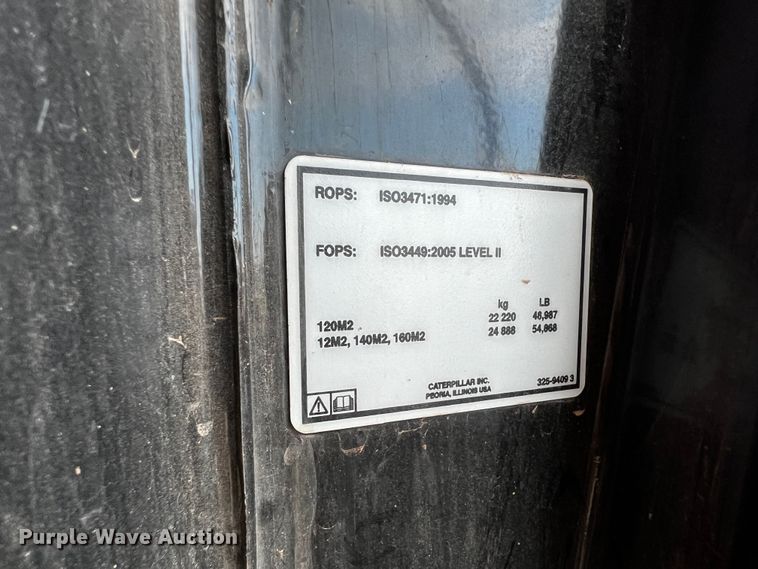 ROPS: ISO3471:1994
FOPS: ISO3449:2005 LEVEL II
kg LB
120M2 22 220 48,987
12M2, 140M2, 160M2 24 888 54,868
CATERPILLAR INC.
PEORIA, ILLINOIS USA
325-9409 3
Purple Wave Auction